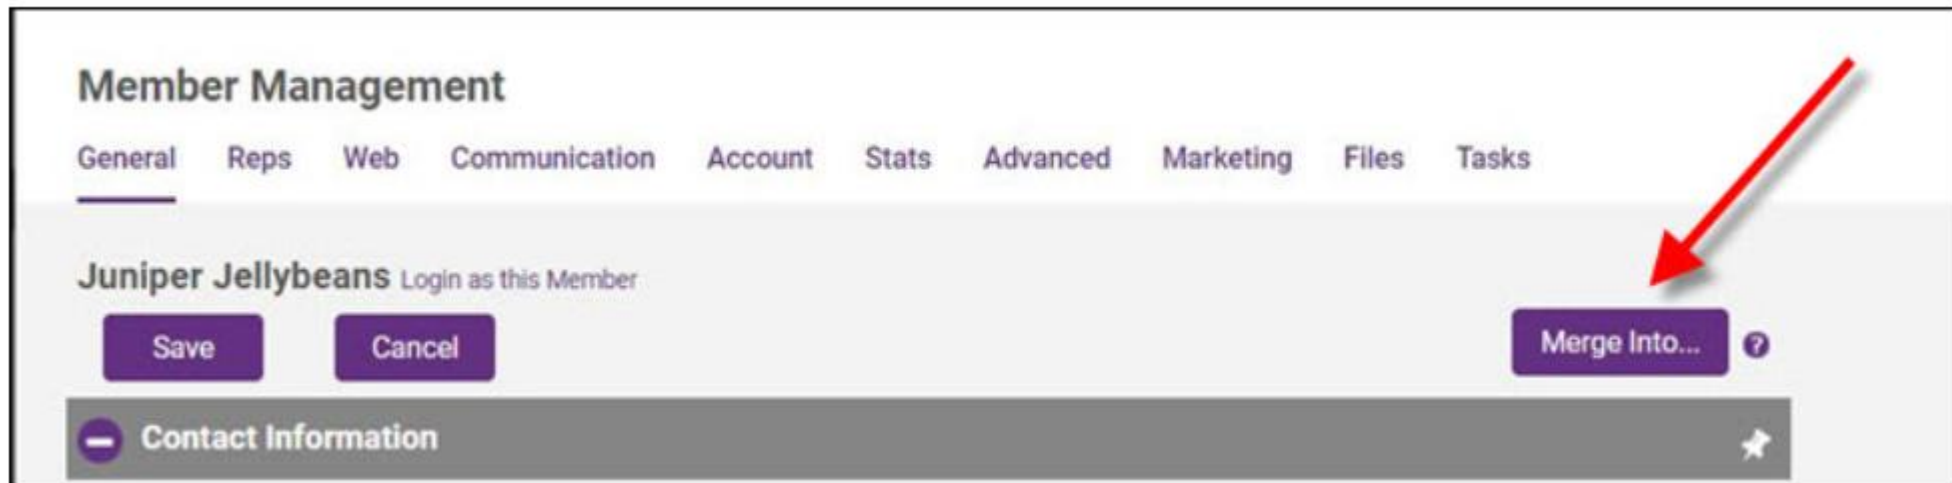 Member Management
General Reps Web Communication Account Stats Advanced Marketing Files Tasks
Juniper Jellybeans Login as this Member
Save Cancel Merge Into... ?
Contact Information